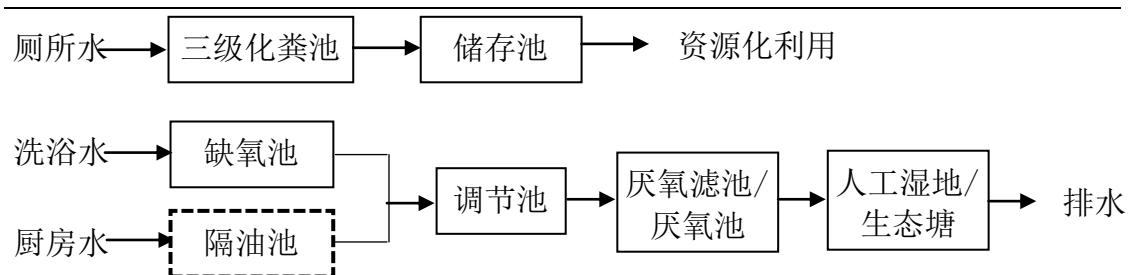 厕所水 三级化粪池 储存池 资源化利用
洗浴水 缺氧池
调节池 厌氧滤池/
厌氧池 人工湿地/
生态塘 排水
厨房水 隔油池